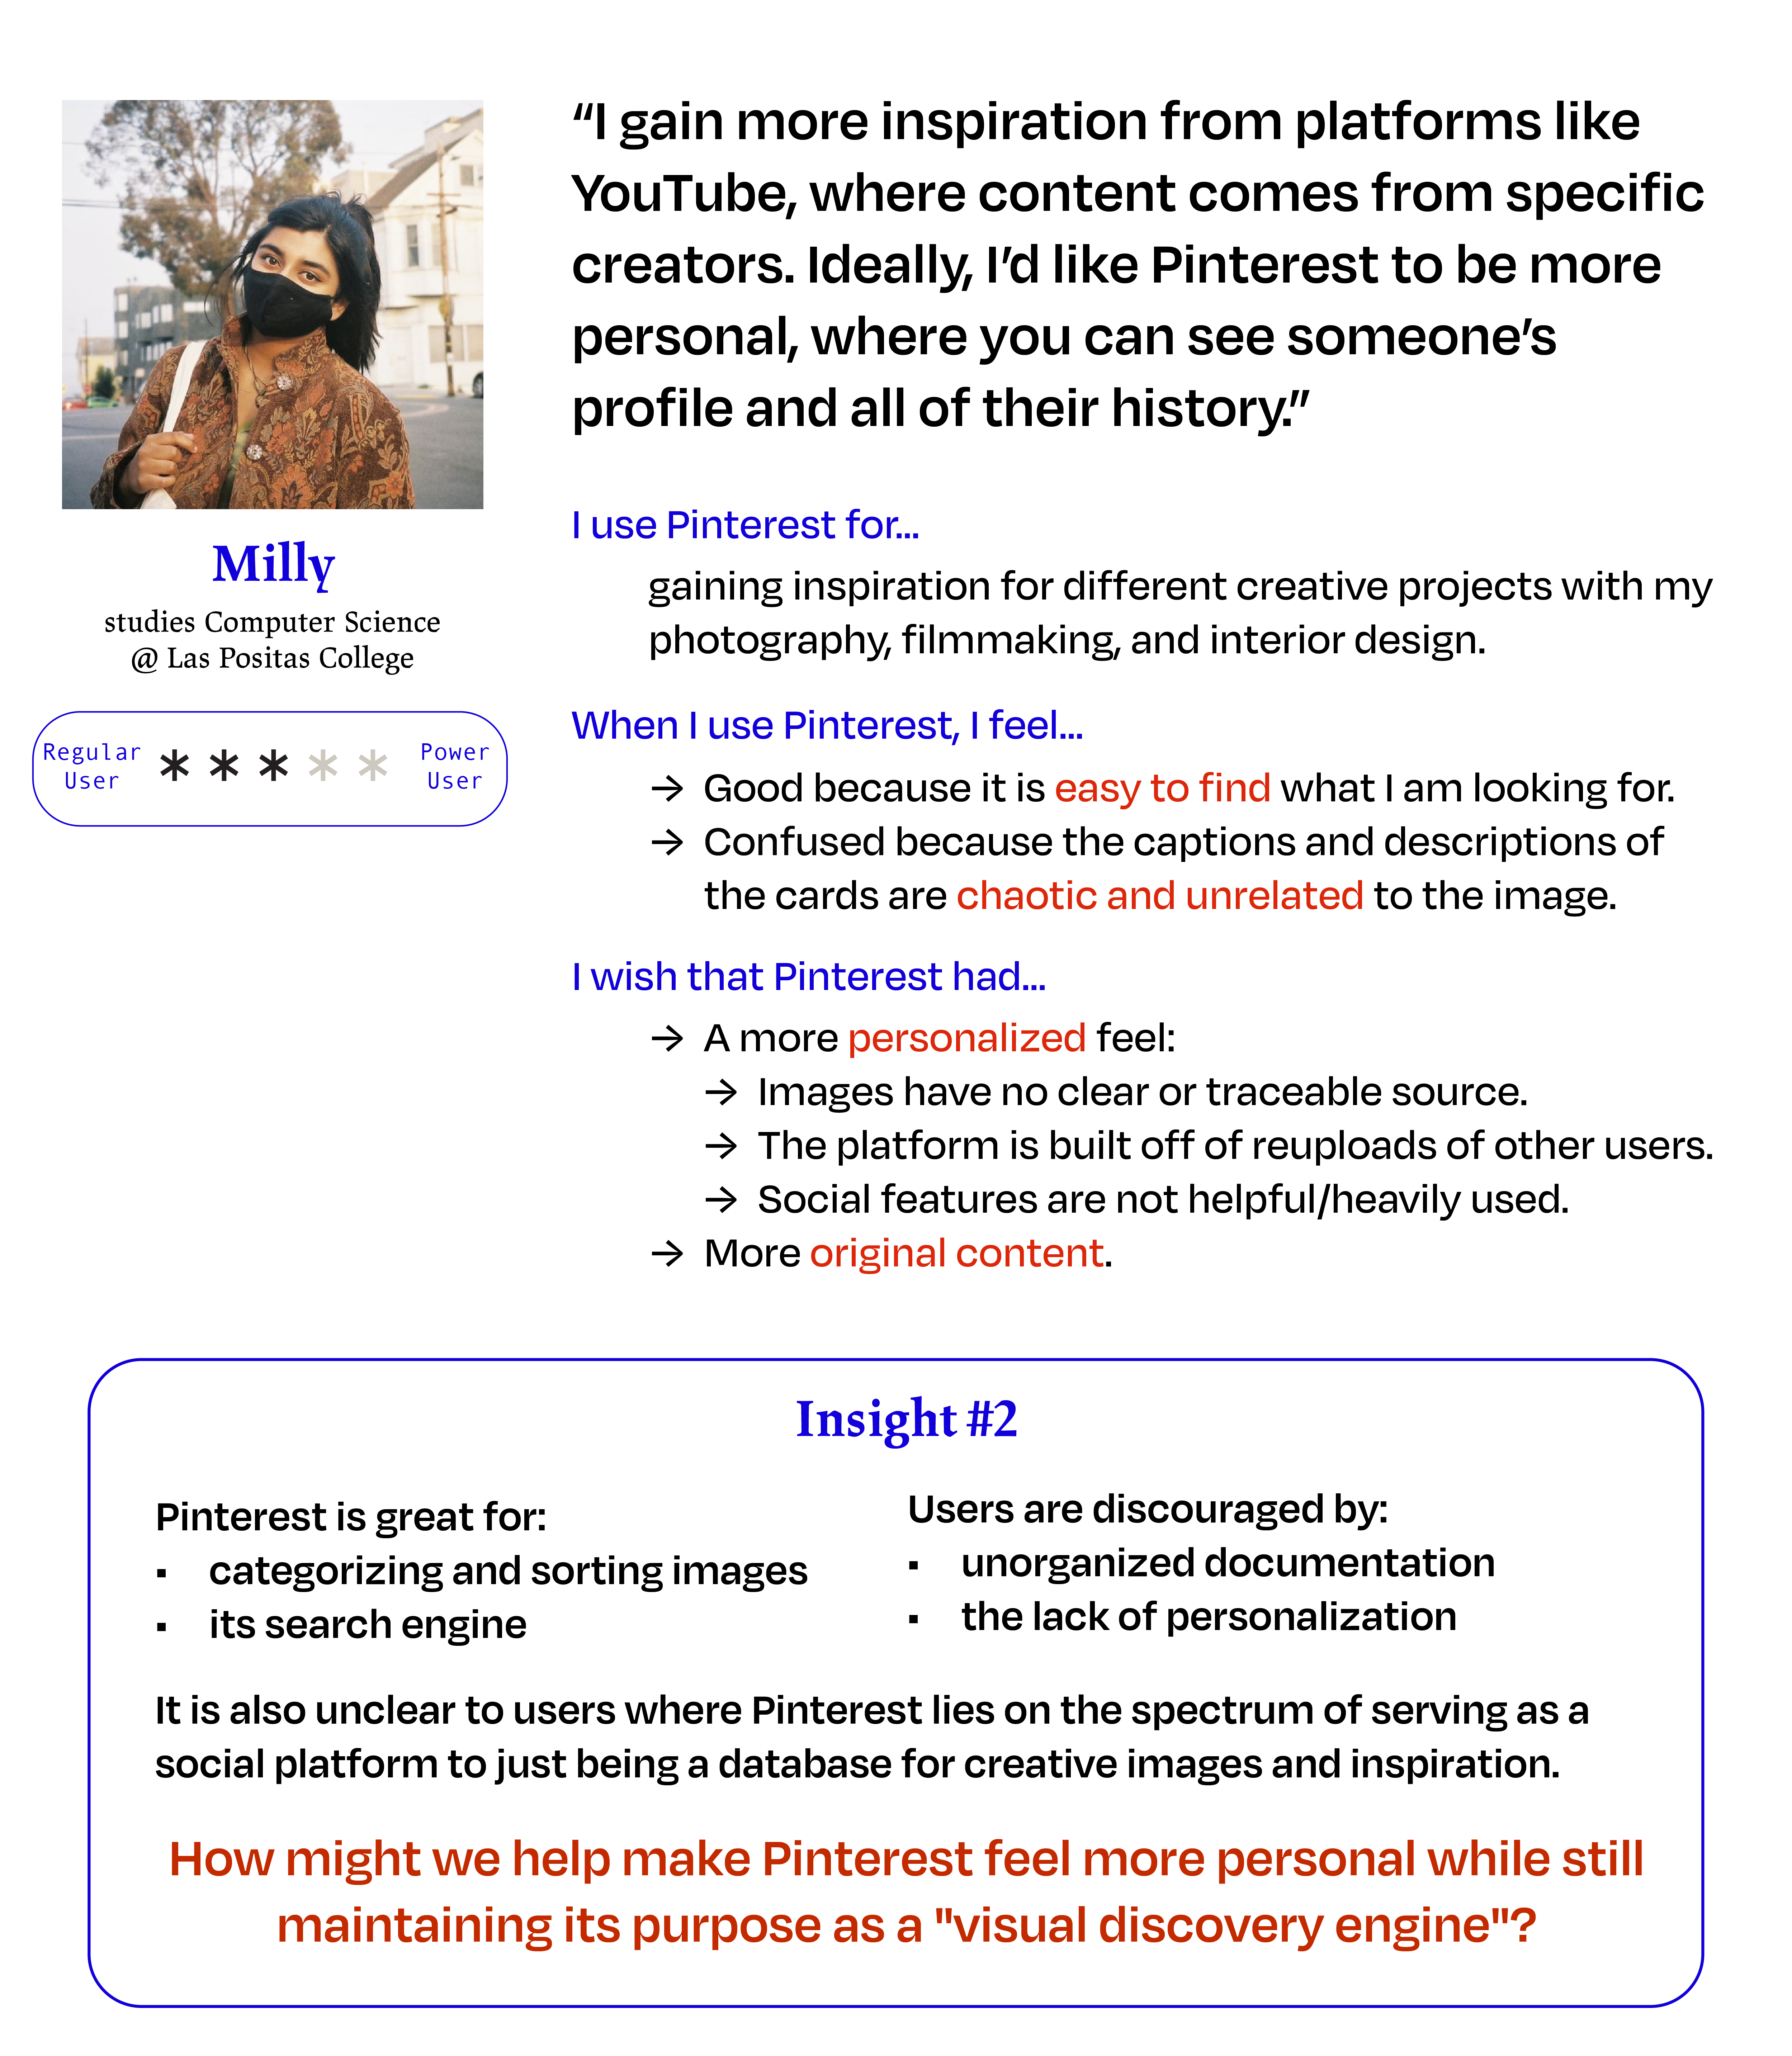 “I gain more inspiration from platforms like
YouTube, where content comes from specific
creators. Ideally, I’d like Pinterest to be more
personal, where you can see someone’s
profile and all of their history.”
Milly
studies Computer Science
@ Las Positas College
Regular
User
* * * * *
Power
User
I use Pinterest for...
gaining inspiration for different creative projects with my
photography, filmmaking, and interior design.
When I use Pinterest, I feel...
→ Good because it is easy to find what I am looking for.
→ Confused because the captions and descriptions of
the cards are chaotic and unrelated to the image.
I wish that Pinterest had...
→ A more personalized feel:
→ Images have no clear or traceable source.
→ The platform is built off of reuploads of other users.
→ Social features are not helpful/heavily used.
→ More original content.
Insight #2
Pinterest is great for:
▪ categorizing and sorting images
▪ its search engine
Users are discouraged by:
▪ unorganized documentation
▪ the lack of personalization
It is also unclear to users where Pinterest lies on the spectrum of serving as a
social platform to just being a database for creative images and inspiration.
How might we help make Pinterest feel more personal while still
maintaining its purpose as a "visual discovery engine"?